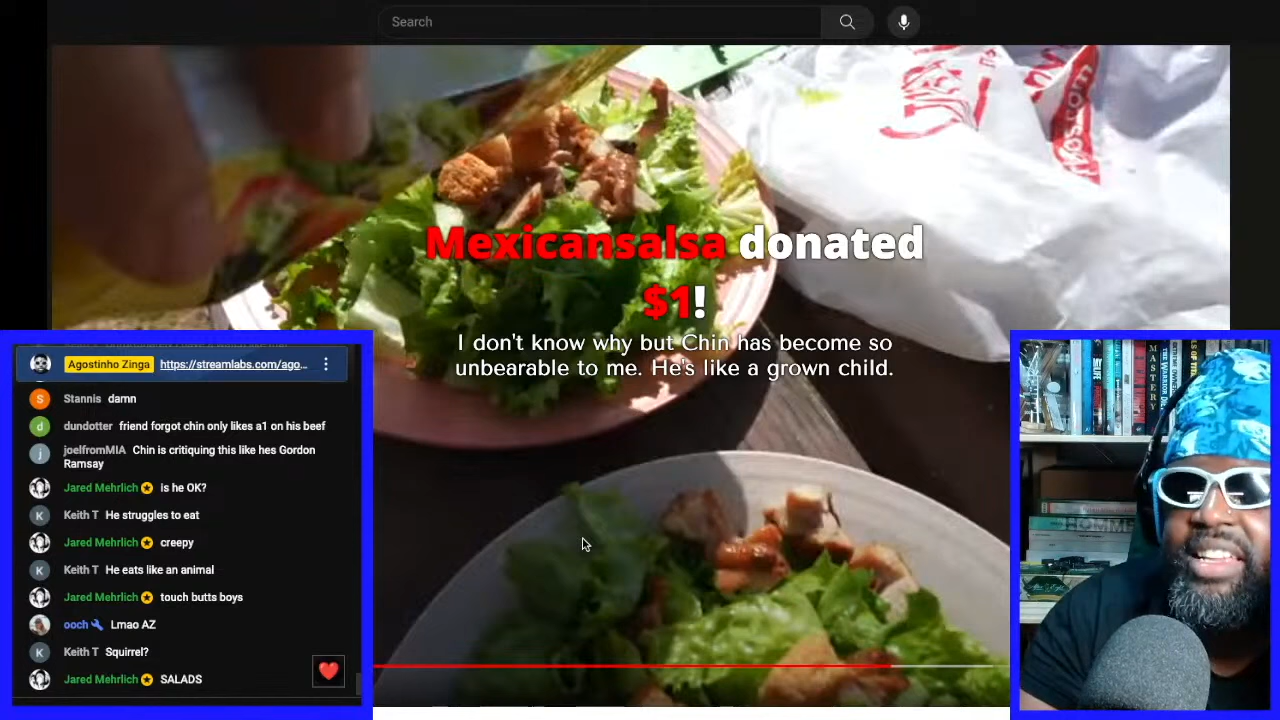 Search
Mexicansalsa donated
$1!
I don't know why but Chin has become so
unbearable to me. He's like a grown child.
Agostinho Zinga https://streamlabs.com/ago...
Stannis damn
dundotter friend forgot chin only likes a1 on his beef
joelfromMIA Chin is critiquing this like hes Gordon
Ramsay
Jared Mehrlich is he OK?
Keith T He struggles to eat
Jared Mehrlich creepy
Keith T He eats like an animal
Jared Mehrlich touch butts boys
ooch Lmao AZ
Keith T Squirrel?
Jared Mehrlich SALADS
S
d
j
K
K
K
MASTERY